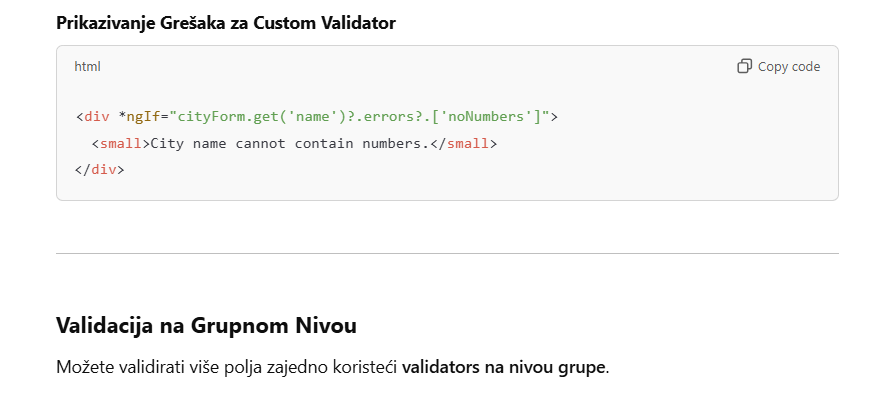 Prikazivanje Grešaka za Custom Validator
html
Copy code
<div *ngIf="cityForm.get('name')?.errors?.['noNumbers']">
<small>City name cannot contain numbers.</small>
</div>
Validacija na Grupnom Nivou
Možete validirati više polja zajedno koristeći validators na nivou grupe.